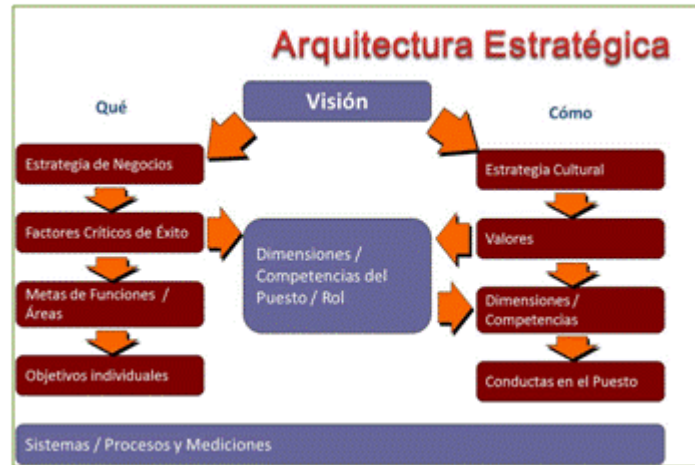 Arquitectura Estratégica
Qué
Visión
Cómo
Estrategia de Negocios
Estrategia Cultural
Factores Críticos de Éxito
Dimensiones /
Competencias del
Puesto / Rol
Valores
Metas de Funciones /
Áreas
Dimensiones /
Competencias
Objetivos individuales
Conductas en el Puesto
Sistemas / Procesos y Mediciones